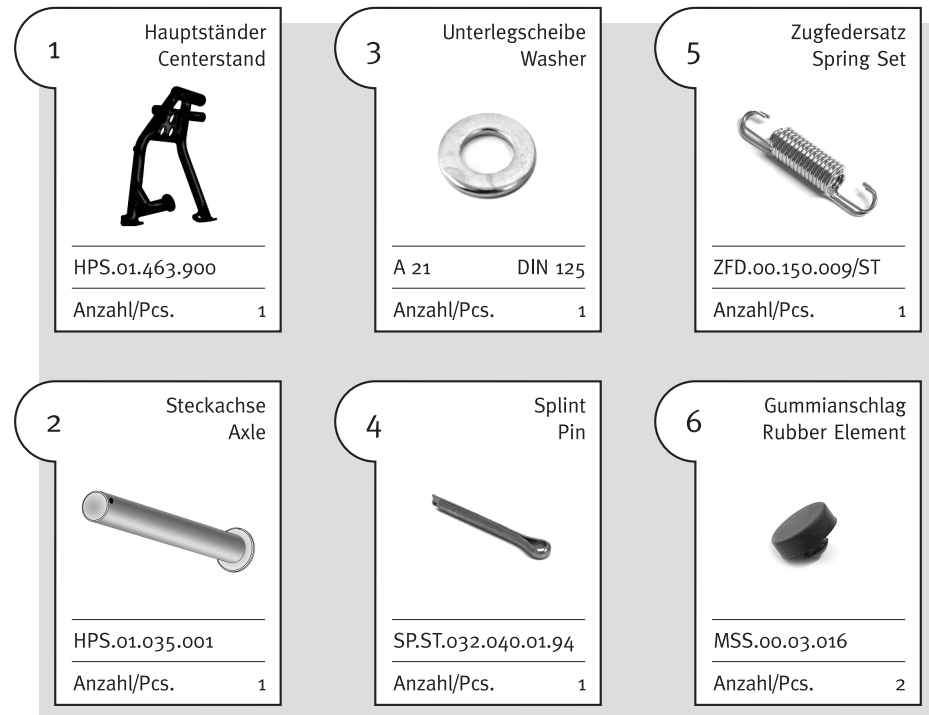 1
Hauptständer
Centerstand
HPS.01.463.900
Anzahl/Pcs. 1
3
Unterlegscheibe
Washer
A 21 DIN 125
Anzahl/Pcs. 1
5
Zugfedersatz
Spring Set
ZFD.00.150.009/ST
Anzahl/Pcs. 1
2
Steckachse
Axle
HPS.01.035.001
Anzahl/Pcs. 1
4
Splint
Pin
SP.ST.032.040.01.94
Anzahl/Pcs. 1
6
Gummianschlag
Rubber Element
MSS.00.03.016
Anzahl/Pcs. 2